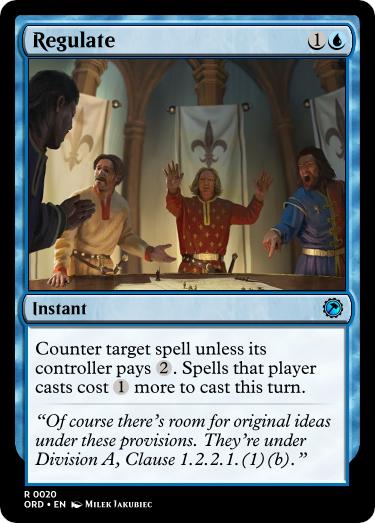 Regulate 1
Instant
Counter target spell unless its
controller pays 2. Spells that player
casts cost 1 more to cast this turn.
“Of course there's room for original ideas
under these provisions. They're under
Division A, Clause 1.2.2.1.(1)(b).”
R 0020
ORD • EN Milek Jakubiec